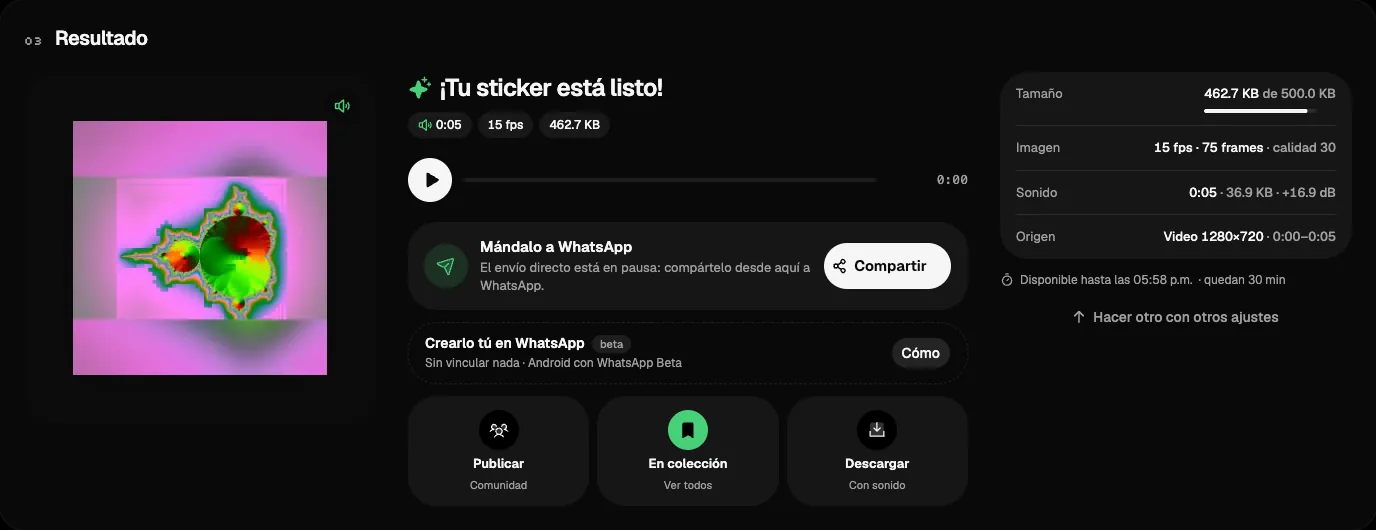 03 Resultado
¡Tu sticker está listo!
0:05 15 fps 462.7 KB
0:00
Mándalo a WhatsApp
El envío directo está en pausa: compártelo desde aquí a
WhatsApp.
Compartir
Crearlo tú en WhatsApp beta
Sin vincular nada · Android con WhatsApp Beta
Cómo
Publicar
Comunidad
En colección
Ver todos
Descargar
Con sonido
Tamaño 462.7 KB de 500.0 KB
Imagen 15 fps · 75 frames · calidad 30
Sonido 0:05 · 36.9 KB · +16.9 dB
Origen Video 1280×720 · 0:00–0:05
Disponible hasta las 05:58 p.m. · quedan 30 min
Hacer otro con otros ajustes